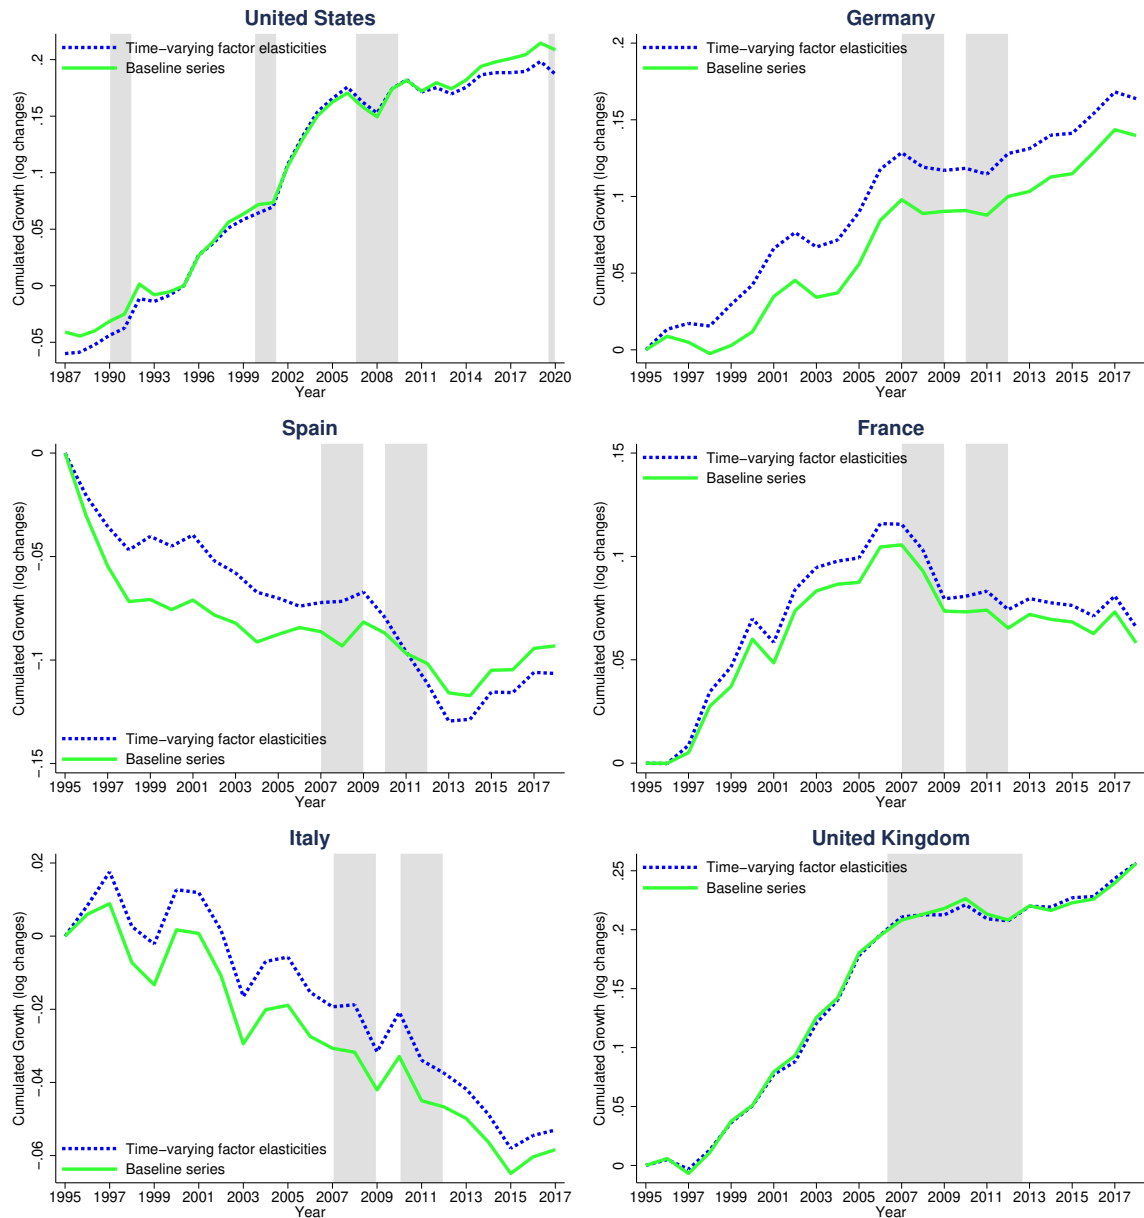 United States
Time−varying factor elasticities
Baseline series
Cumulated Growth (log changes)
.2
.15
.1
.05
0
−.05
1987 1990 1993 1996 1999 2002 2005 2008 2011 2014 2017 2020
Year
Germany
Time−varying factor elasticities
Baseline series
Cumulated Growth (log changes)
.2
.15
.1
.05
0
1995 1997 1999 2001 2003 2005 2007 2009 2011 2013 2015 2017
Year
Spain
Cumulated Growth (log changes)
0
−.05
−.1
−.15
Time−varying factor elasticities
Baseline series
1995 1997 1999 2001 2003 2005 2007 2009 2011 2013 2015 2017
Year
France
Time−varying factor elasticities
Baseline series
Cumulated Growth (log changes)
.15
.1
.05
0
1995 1997 1999 2001 2003 2005 2007 2009 2011 2013 2015 2017
Year
Italy
Cumulated Growth (log changes)
.02
0
−.02
−.04
−.06
Time−varying factor elasticities
Baseline series
1995 1997 1999 2001 2003 2005 2007 2009 2011 2013 2015 2017
Year
United Kingdom
Time−varying factor elasticities
Baseline series
Cumulated Growth (log changes)
.25
.2
.15
.1
.05
0
1995 1997 1999 2001 2003 2005 2007 2009 2011 2013 2015 2017
Year